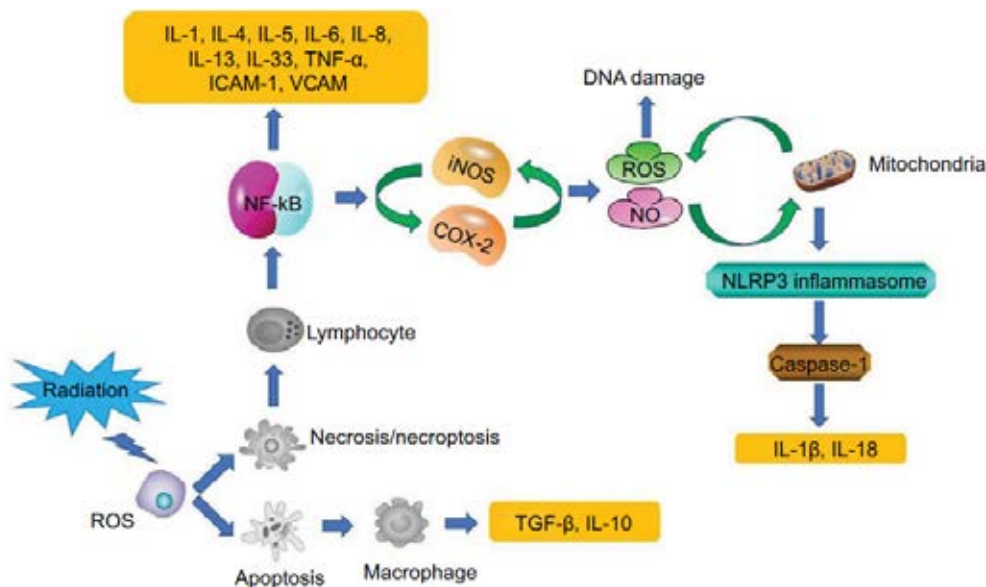 IL-1, IL-4, IL-5, IL-6, IL-8,
IL-13, IL-33, TNF-α,
ICAM-1, VCAM
DNA damage
iNOS
ROS
Mitochondria
NF-kB
NO
COX-2
NLRP3 inflammasome
Lymphocyte
Caspase-1
Radiation
Necrosis/necroptosis
IL-1β, IL-18
ROS
TGF-β, IL-10
Apoptosis
Macrophage